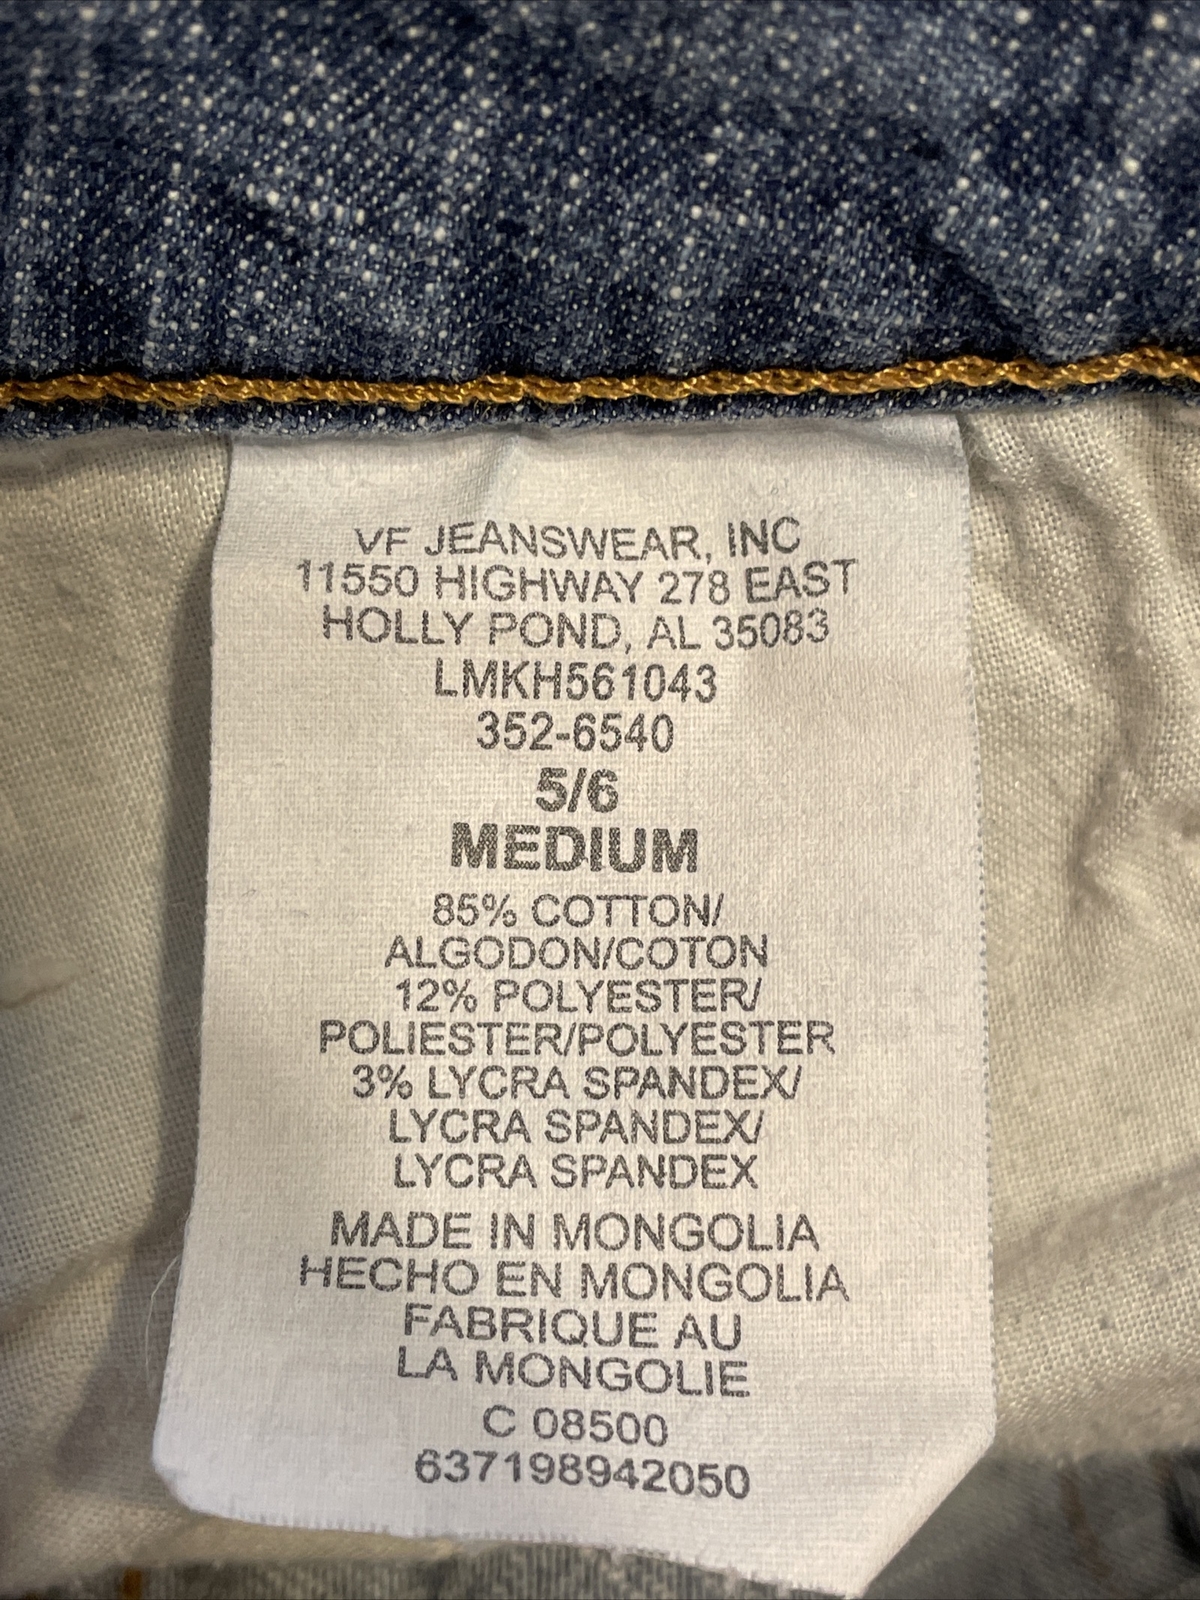 VF JEANSWEAR, INC
11550 HIGHWAY 278 EAST
HOLLY POND, AL 35083
LMKH561043
352-6540
5/6
MEDIUM
85% COTTON/
ALGODON/COTON
12% POLYESTER/
POLIESTER/POLYESTER
3% LYCRA SPANDEX/
LYCRA SPANDEX/
LYCRA SPANDEX
MADE IN MONGOLIA
HECHO EN MONGOLIA
FABRIQUE AU
LA MONGOLIE
C 08500
637198942050